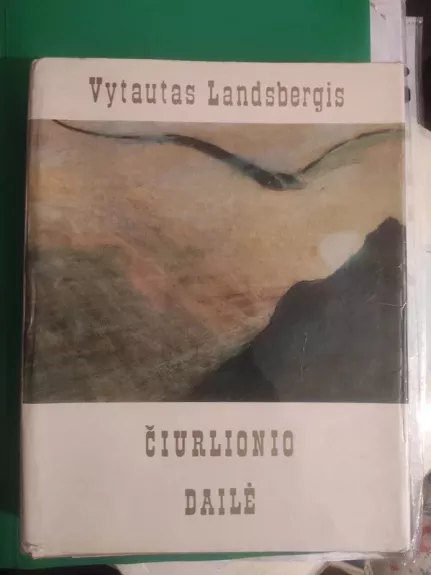 Vytautas Landsbergis
ČIURLIONIO
DAILĖ